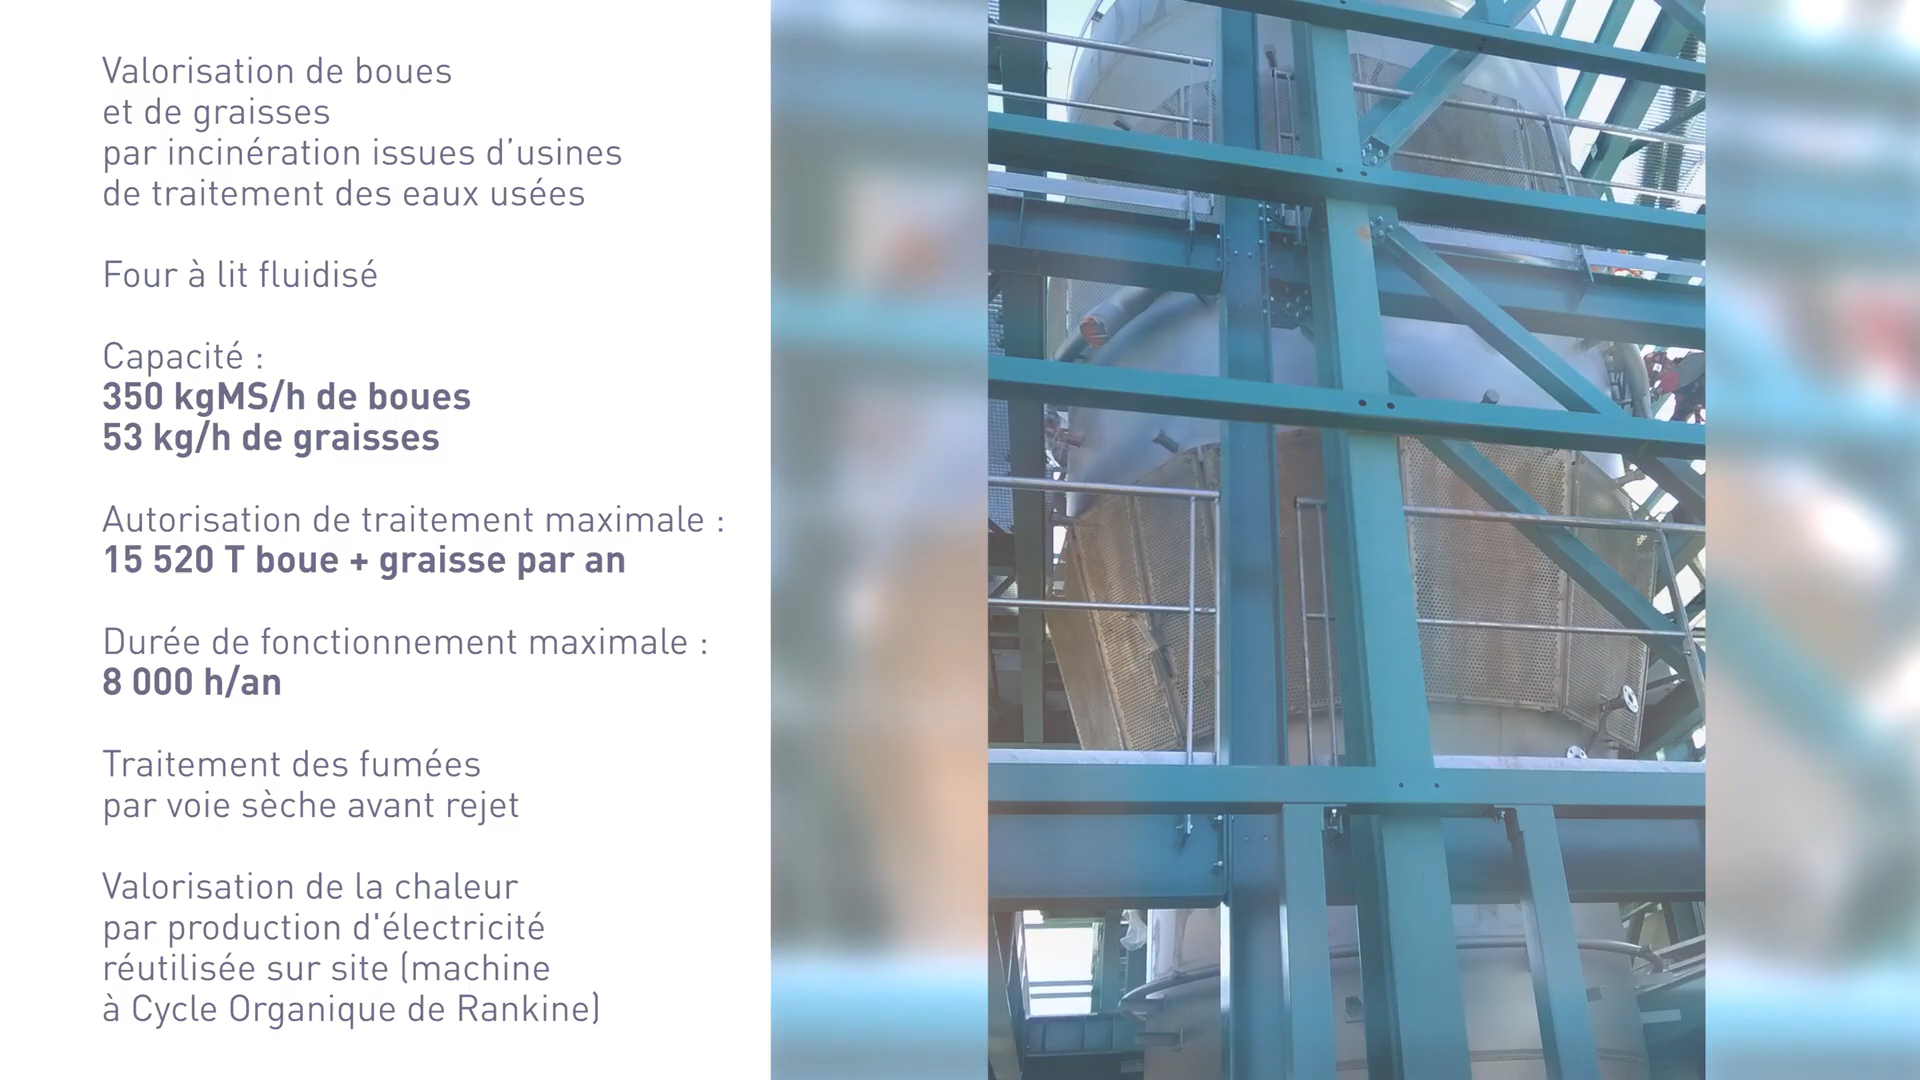 Valorisation de boues
et de graisses
par incinération issues d’usines
de traitement des eaux usées
Four à lit fluidisé
Capacité :
350 kgMS/h de boues
53 kg/h de graisses
Autorisation de traitement maximale :
15 520 T boue + graisse par an
Durée de fonctionnement maximale :
8 000 h/an
Traitement des fumées
par voie sèche avant rejet
Valorisation de la chaleur
par production d'électricité
réutilisée sur site (machine
à Cycle Organique de Rankine)